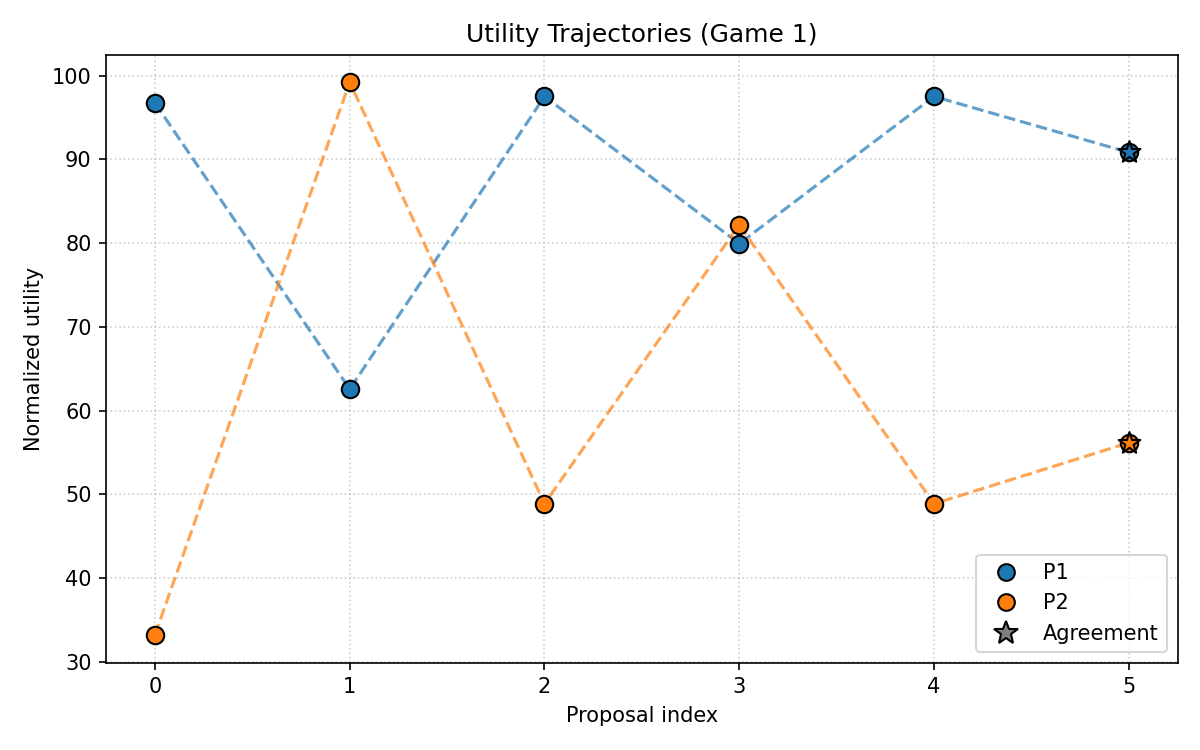 Utility Trajectories (Game 1)
Normalized utility
100
90
80
70
60
50
40
30
0 1 2 3 4 5
Proposal index
P1
P2
Agreement